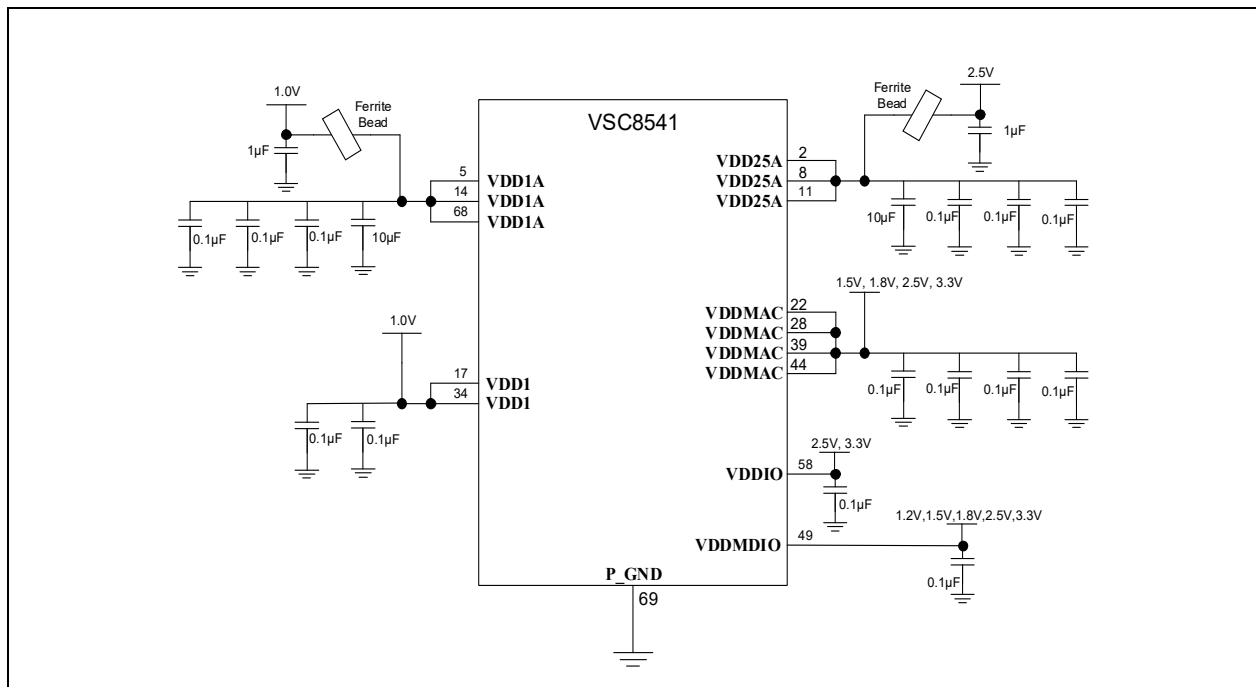 VSC8541
1.0V
Ferrite
Bead
1µF
5
VDD1A
14
VDD1A
68
VDD1A
0.1µF
0.1µF
0.1µF
10µF
1.0V
17
VDD1
34
VDD1
0.1µF
0.1µF
2.5V
Ferrite
Bead
1µF
VDD25A
2
VDD25A
8
VDD25A
11
10µF
0.1µF
0.1µF
0.1µF
1.5V, 1.8V, 2.5V, 3.3V
VDDMAC
22
VDDMAC
28
VDDMAC
39
VDDMAC
44
0.1µF
0.1µF
0.1µF
0.1µF
2.5V, 3.3V
VDDIO
58
0.1µF
1.2V,1.5V,1.8V,2.5V,3.3V
VDDMDIO
49
0.1µF
P_GND
69